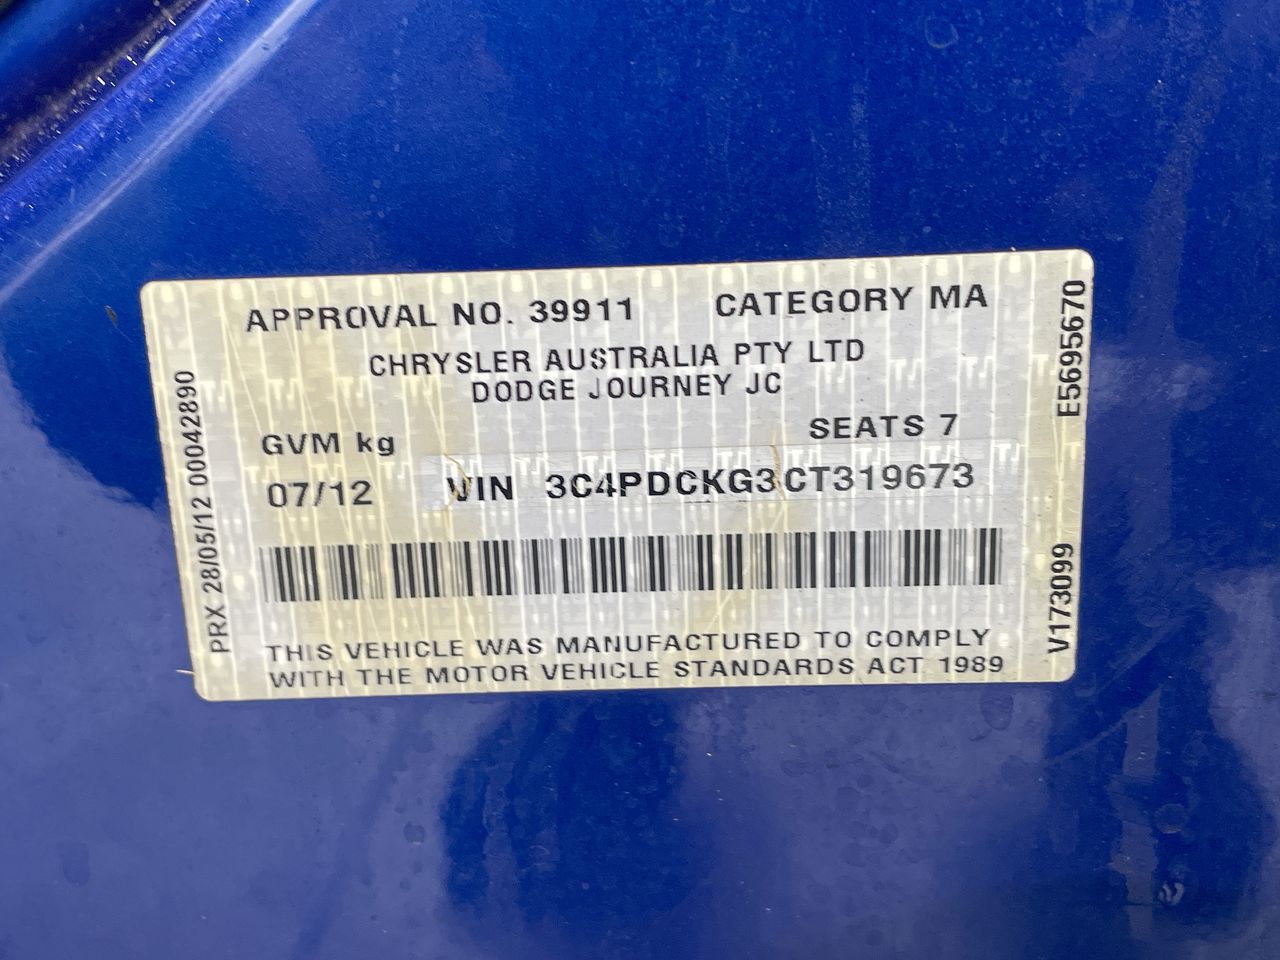 APPROVAL NO. 39911 CATEGORY MA
CHRYSLER AUSTRALIA PTY LTD
DODGE JOURNEY JC
GVM kg SEATS 7
07/12 VIN 3C4PDCKG3CT319673
THIS VEHICLE WAS MANUFACTURED TO COMPLY
WITH THE MOTOR VEHICLE STANDARDS ACT 1989
PRX 28/05/12 00042890
E5695670
V173099